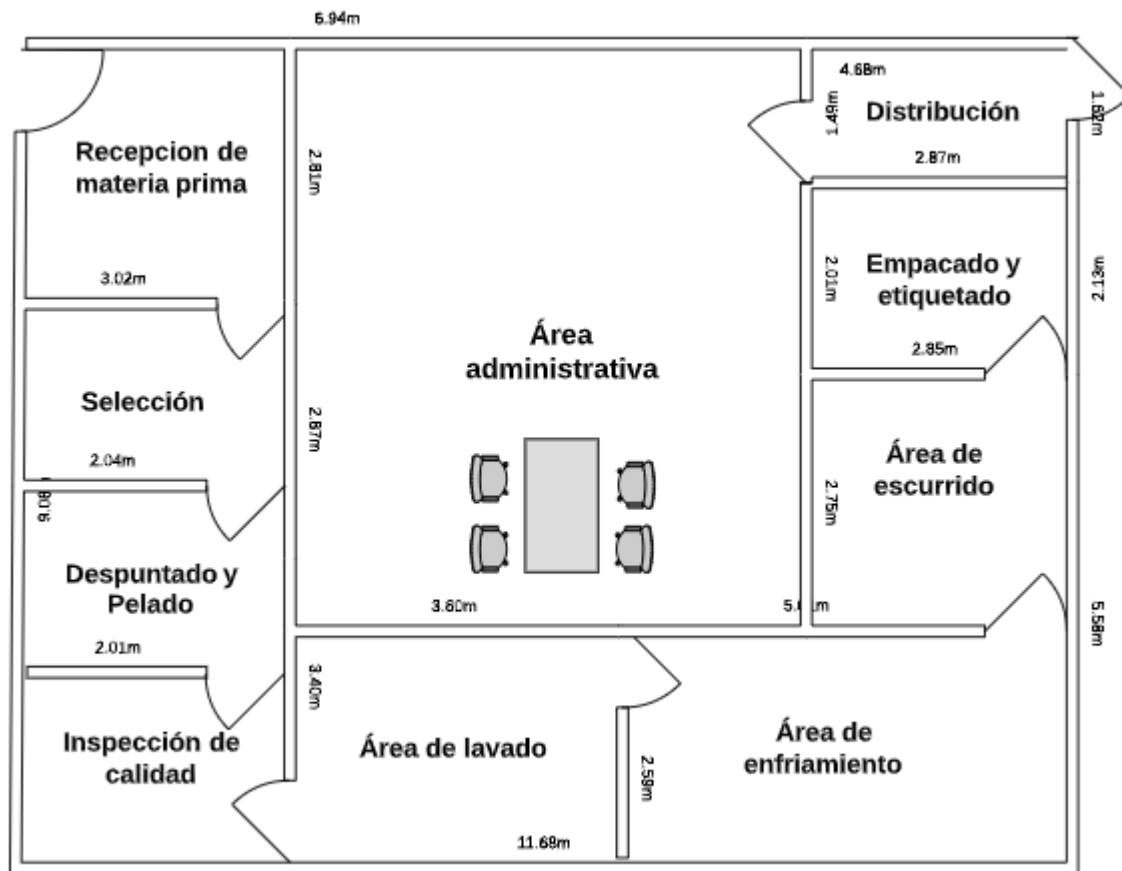 6.94m
4.68m
1.49m
Distribución
1.62m
2.87m
Recepcion de
materia prima
2.81m
3.02m
Empacado y
etiquetado
2.01m
2.13m
2.85m
Área
administrativa
Selección
2.87m
2.04m
Área de
escurrido
2.75m
9.08
Despuntado y
Pelado
2.01m
3.60m
5.58m
3.40m
Inspección de
calidad
Área de lavado
2.59m
Área de
enfriamiento
11.68m